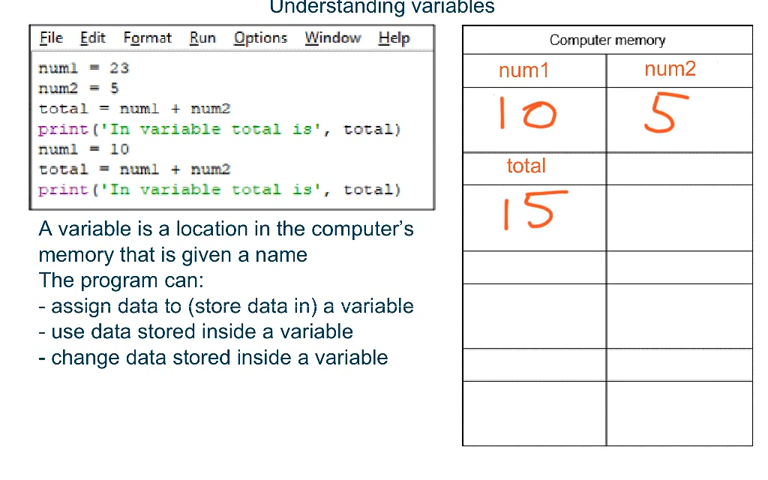 Understanding variables
File Edit Format Run Options Window Help
num1 = 23
num2 = 5
total = num1 + num2
print('In variable total is', total)
num1 = 10
total = num1 + num2
print('In variable total is', total)
A variable is a location in the computer's
memory that is given a name
The program can:
- assign data to (store data in) a variable
- use data stored inside a variable
- change data stored inside a variable
Computer memory
num1 num2
10 5
total
15